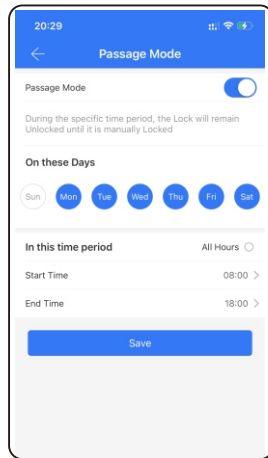 20:29
Passage Mode
Passage Mode
During the specific time period, the Lock will remain
Unlocked until it is manually Locked
On these Days
Sun Mon Tue Wed Thu Fri Sat
In this time period All Hours
Start Time 08:00
End Time 18:00
Save